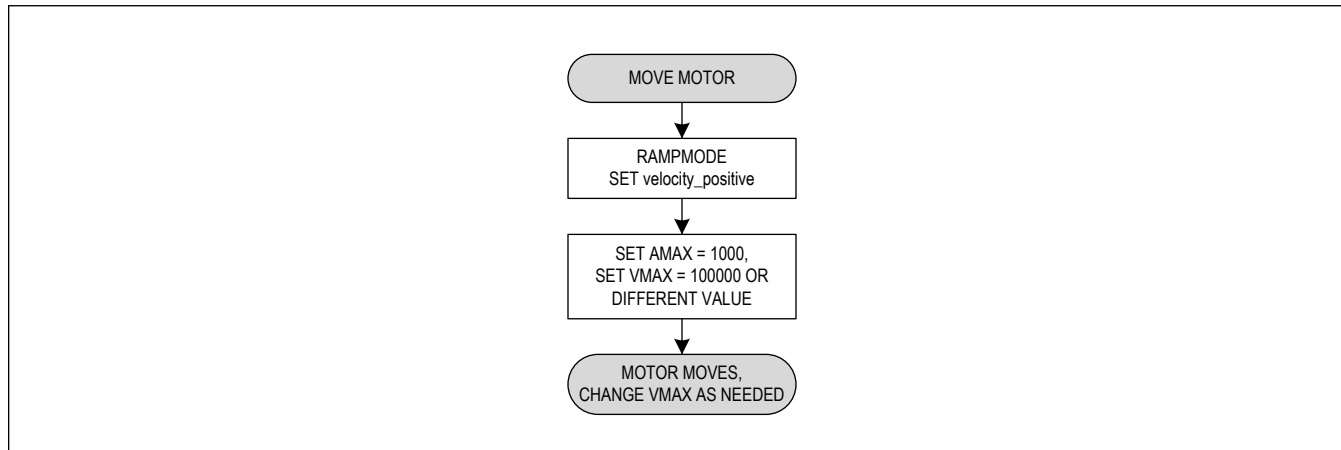 MOVE MOTOR
RAMPMODE
SET velocity_positive
SET AMAX = 1000,
SET VMAX = 100000 OR
DIFFERENT VALUE
MOTOR MOVES,
CHANGE VMAX AS NEEDED